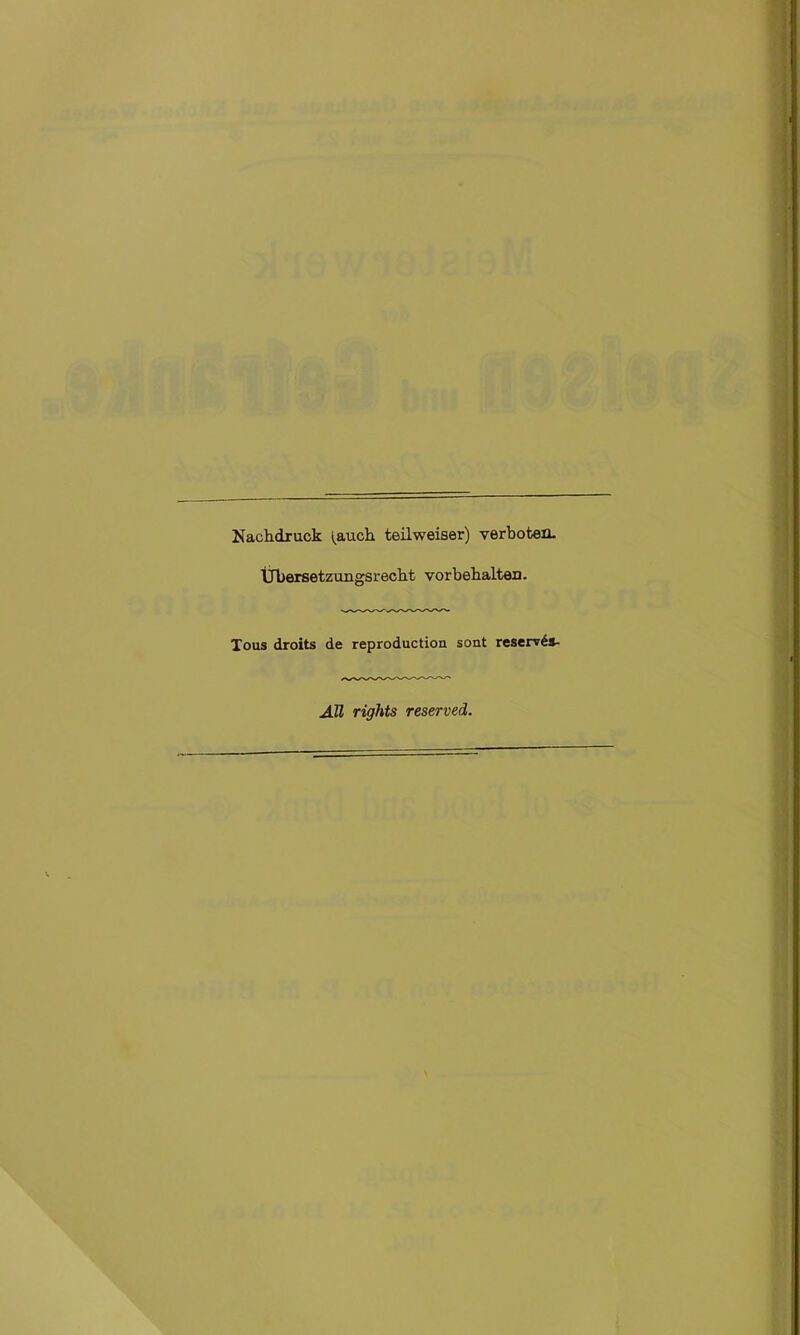 Nachdruck (auch teilweiser) verboten.
Übersetzungsrecht vorbehalten.
Tous droits de reproduction sont reservés.
All rights reserved.